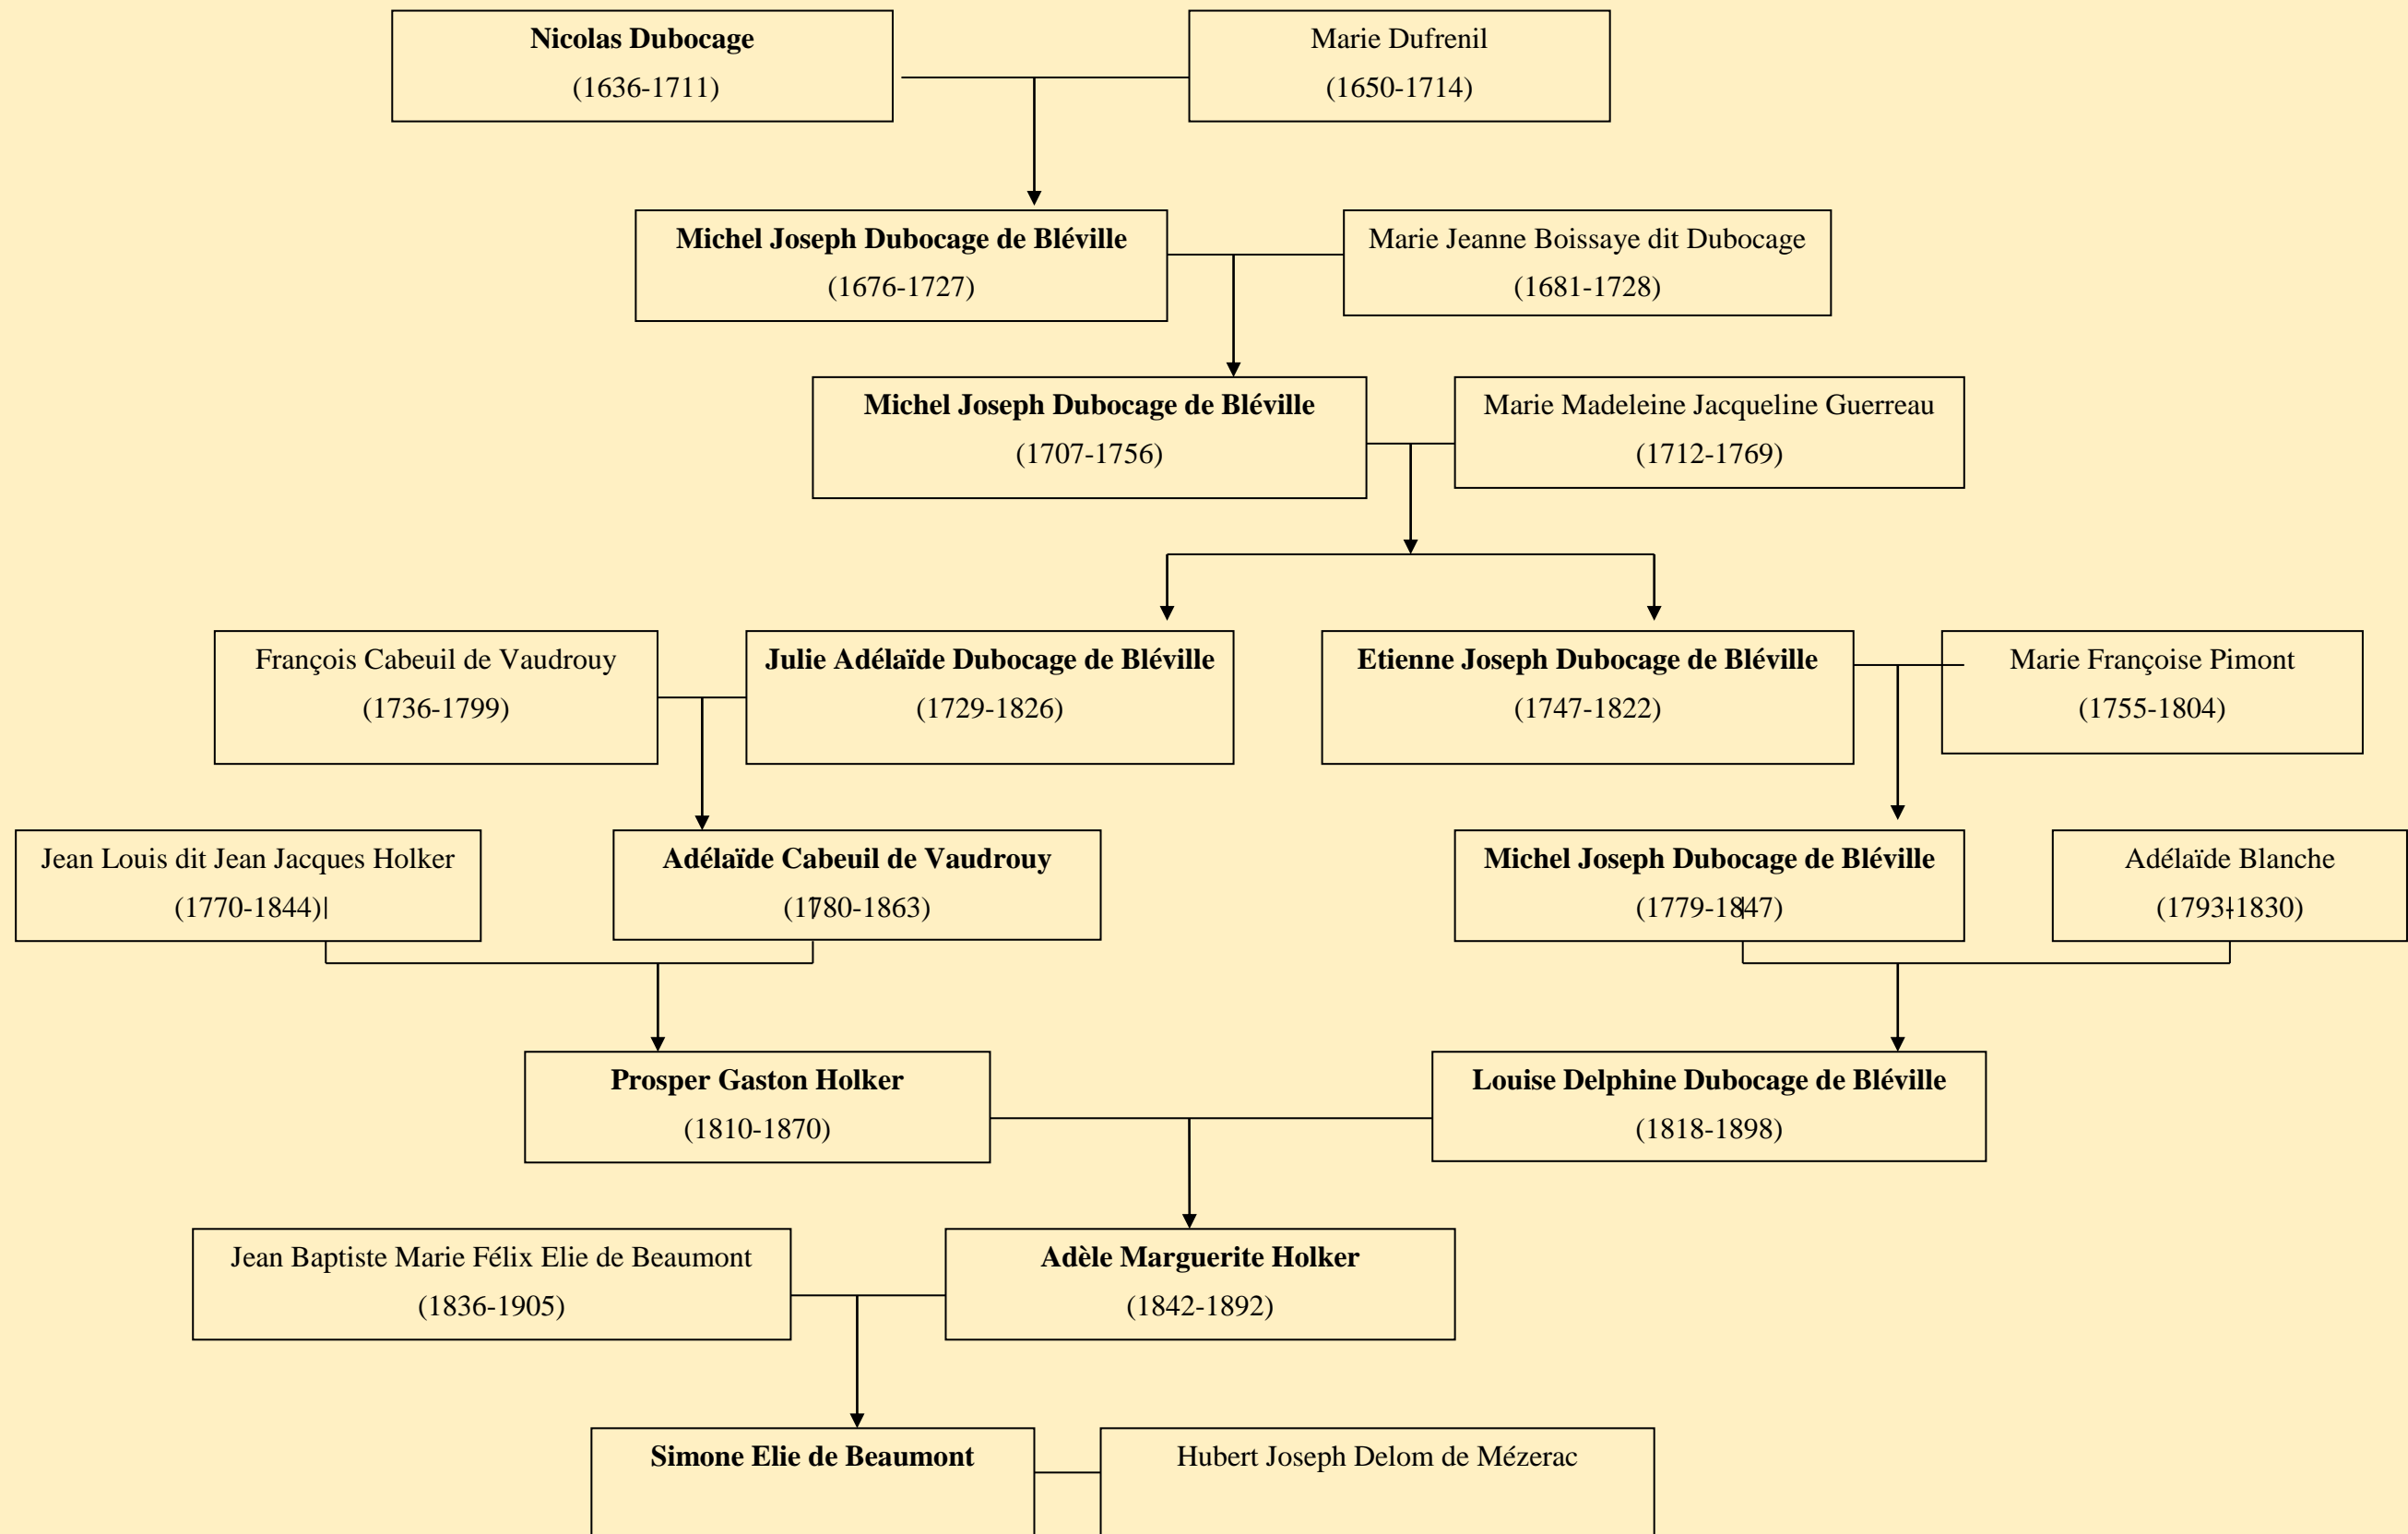 Nicolas Dubocage
(1636-1711)
Marie Dufrenil
(1650-1714)
Michel Joseph Dubocage de Bléville
(1676-1727)
Marie Jeanne Boissaye dit Dubocage
(1681-1728)
Michel Joseph Dubocage de Bléville
(1707-1756)
Marie Madeleine Jacqueline Guerreau
(1712-1769)
François Cabeuil de Vaudrouy
(1736-1799)
Julie Adélaïde Dubocage de Bléville
(1729-1826)
Etienne Joseph Dubocage de Bléville
(1747-1822)
Marie Françoise Pimont
(1755-1804)
Jean Louis dit Jean Jacques Holker
(1770-1844)
Adélaïde Cabeuil de Vaudrouy
(1780-1863)
Michel Joseph Dubocage de Bléville
(1779-1847)
Adélaïde Blanche
(1793-1830)
Prosper Gaston Holker
(1810-1870)
Louise Delphine Dubocage de Bléville
(1818-1898)
Jean Baptiste Marie Félix Elie de Beaumont
(1836-1905)
Adèle Marguerite Holker
(1842-1892)
Simone Elie de Beaumont
Hubert Joseph Delom de Mézerac